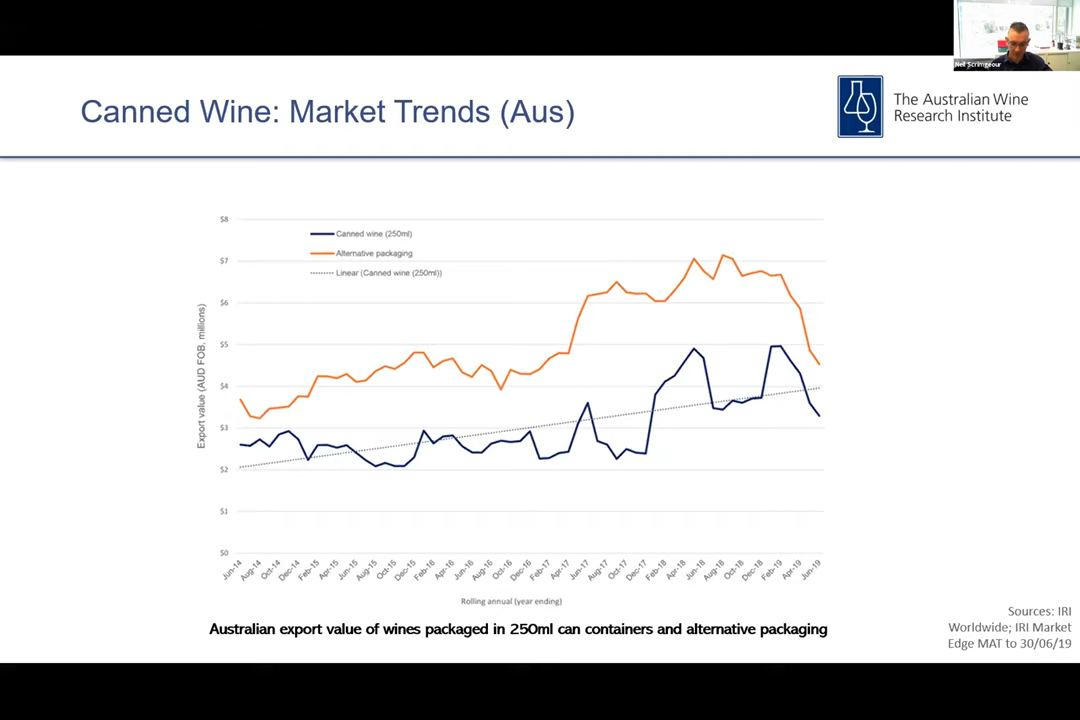 Neil Scrimgeour
Canned Wine: Market Trends (Aus)
The Australian Wine
Research Institute
$8
$7
$6
$5
$4
$3
$2
$1
$0
Export value (AUD FOB, millions)
Canned wine (250ml)
Alternative packaging
Linear (Canned wine (250ml))
Jun-14
Aug-14
Oct-14
Dec-14
Feb-15
Apr-15
Jun-15
Aug-15
Oct-15
Dec-15
Feb-16
Apr-16
Jun-16
Aug-16
Oct-16
Dec-16
Feb-17
Apr-17
Jun-17
Aug-17
Oct-17
Dec-17
Feb-18
Apr-18
Jun-18
Aug-18
Oct-18
Dec-18
Feb-19
Apr-19
Jun-19
Rolling annual (year ending)
Australian export value of wines packaged in 250ml can containers and alternative packaging
Sources: IRI
Worldwide; IRI Market
Edge MAT to 30/06/19